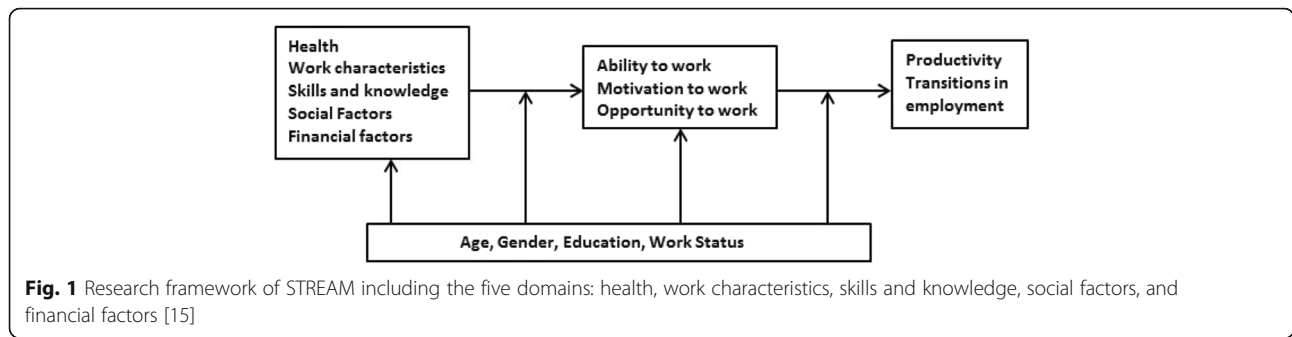 Health
Work characteristics
Skills and knowledge
Social Factors
Financial factors
Ability to work
Motivation to work
Opportunity to work
Productivity
Transitions in
employment
Age, Gender, Education, Work Status
Fig. 1 Research framework of STREAM including the five domains: health, work characteristics, skills and knowledge, social factors, and
financial factors [15]